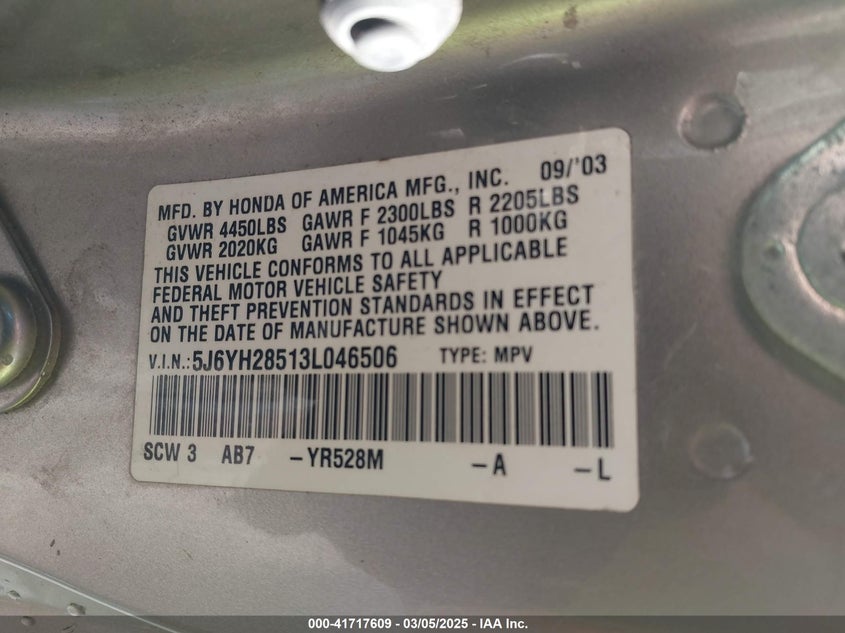 MFD. BY HONDA OF AMERICA MFG., INC. 09/'03
GVWR 4450LBS GAWR F 2300LBS R 2205LBS
GVWR 2020KG GAWR F 1045KG R 1000KG
THIS VEHICLE CONFORMS TO ALL APPLICABLE
FEDERAL MOTOR VEHICLE SAFETY
AND THEFT PREVENTION STANDARDS IN EFFECT
ON THE DATE OF MANUFACTURE SHOWN ABOVE.
V.I.N.: 5J6YH28513L046506 TYPE: MPV
SCW 3 AB7 -YR528M -A -L
000-41717609 - 03/05/2025 - IAA Inc.